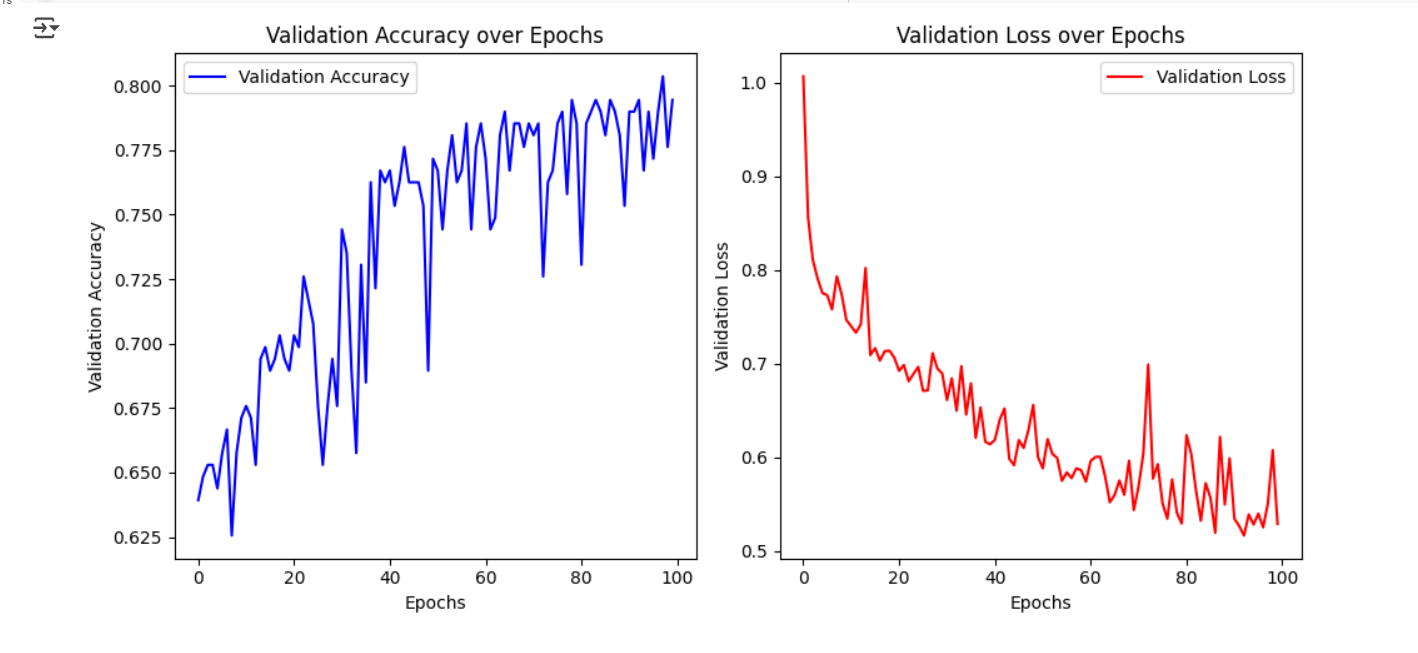 Validation Accuracy over Epochs
Validation Accuracy
0.800
0.775
0.750
0.725
0.700
0.675
0.650
0.625
Validation Accuracy
0 20 40 60 80 100
Epochs
Validation Loss over Epochs
Validation Loss
1.0
0.9
0.8
0.7
0.6
0.5
Validation Loss
0 20 40 60 80 100
Epochs